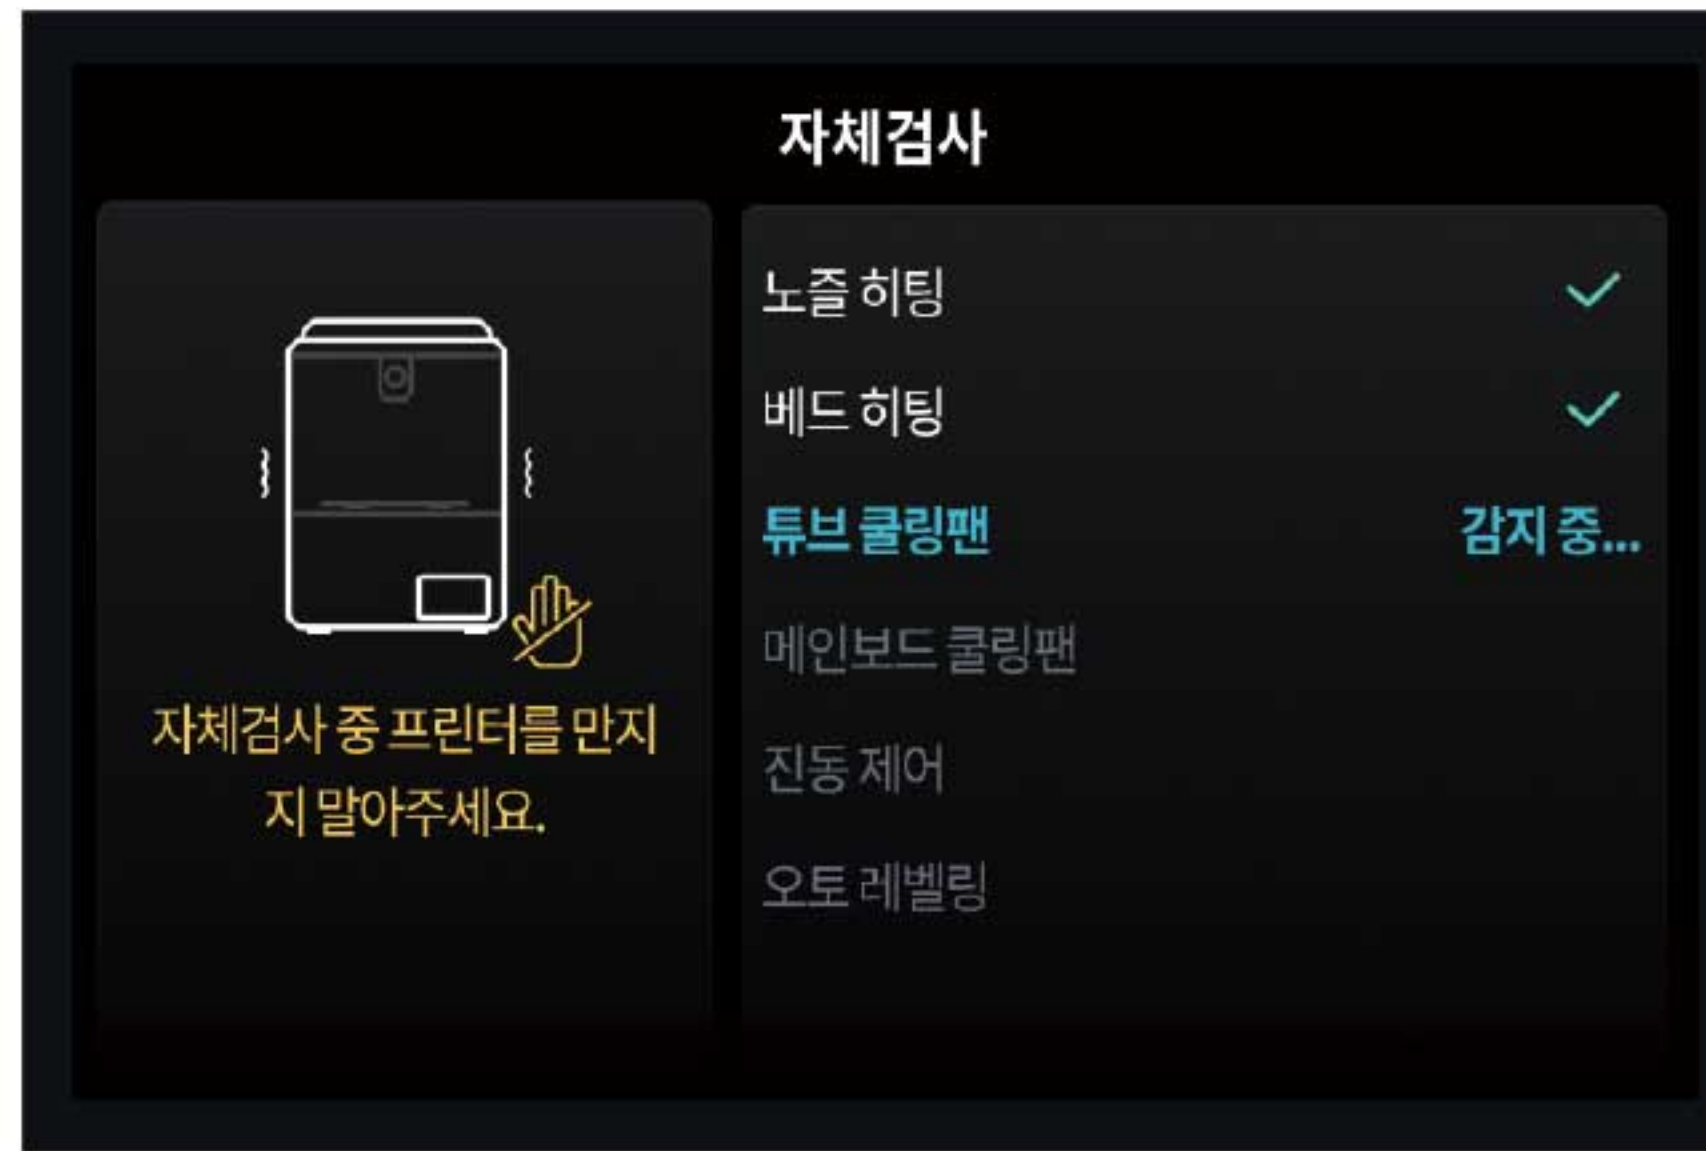 자체검사
자체검사 중 프린터를 만지
지 말아주세요.
노즐 히팅
베드 히팅
튜브 쿨링팬 감지 중...
메인보드 쿨링팬
진동 제어
오토 레벨링